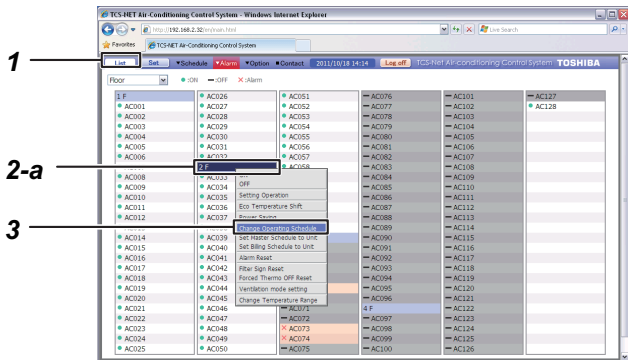 TCS-NET Air-Conditioning Control System - Windows Internet Explorer
http://192.168.2.32/en/main.html
Live Search
Favorites TCS-NET Air-Conditioning Control System
1
List Set ▼Schedule ▼Alarm ▼Option ■Contact 2011/10/18 14:14 Log off TCS-Net Air-conditioning Control System TOSHIBA
Floor ● :ON — :OFF × :Alarm
1 F
AC001
AC002
AC003
AC004
AC005
AC006
AC008
AC009
AC010
AC011
AC012
AC014
AC015
AC016
AC017
AC018
AC019
AC020
AC021
AC022
AC023
AC024
AC025
AC026
AC027
AC028
AC029
AC030
AC031
AC032
2-a
2 F
AC033
AC034
AC035
AC036
AC037
3
AC039
AC040
AC041
AC042
AC043
AC044
AC045
AC046
AC047
AC048
AC049
AC050
ON
OFF
Setting Operation
Eco Temperature Shift
Power Saving
Change Operating Schedule
Set Master Schedule to Unit
Set Billing Schedule to Unit
Alarm Reset
Filter Sign Reset
Forced Thermo OFF Reset
Ventilation mode setting
Change Temperature Range
AC051
AC052
AC053
AC054
AC055
AC056
AC057
AC058
AC071
AC072
AC073
AC074
AC075
AC076
AC077
AC078
AC079
AC080
AC081
AC082
AC083
AC084
AC085
AC086
AC087
AC088
AC089
AC090
AC091
AC092
AC093
AC094
AC095
AC096
4 F
AC097
AC098
AC099
AC100
AC101
AC102
AC103
AC104
AC105
AC106
AC107
AC108
AC109
AC110
AC111
AC112
AC113
AC114
AC115
AC116
AC117
AC118
AC119
AC120
AC121
AC122
AC123
AC124
AC125
AC126
AC127
AC128